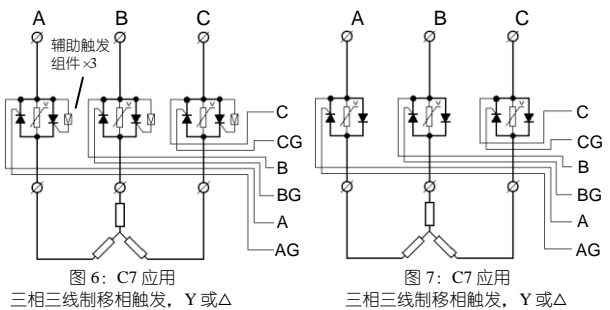 A B C
辅助触发
组件×3
V V V
C
CG
B
BG
A
AG
图 6：C7 应用
三相三线制移相触发，Y 或△
A B C
V V V
C
CG
B
BG
A
AG
图 7：C7 应用
三相三线制移相触发，Y 或△